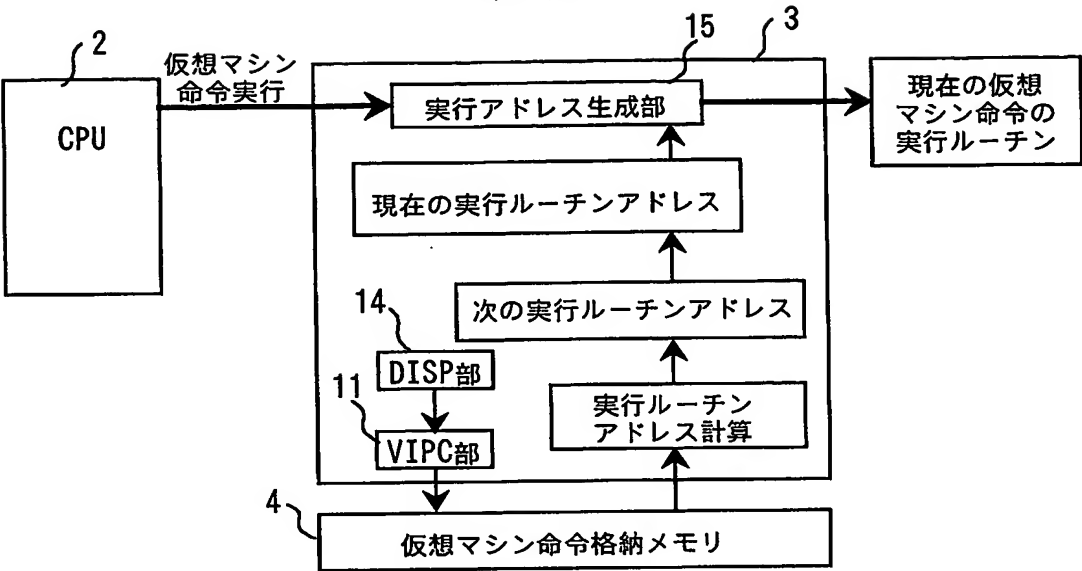 2
CPU
仮想マシン
命令実行
15
3
実行アドレス生成部
現在の仮想
マシン命令の
実行ルーチン
現在の実行ルーチンアドレス
次の実行ルーチンアドレス
14
DISP部
11
VIPC部
実行ルーチン
アドレス計算
4
仮想マシン命令格納メモリ